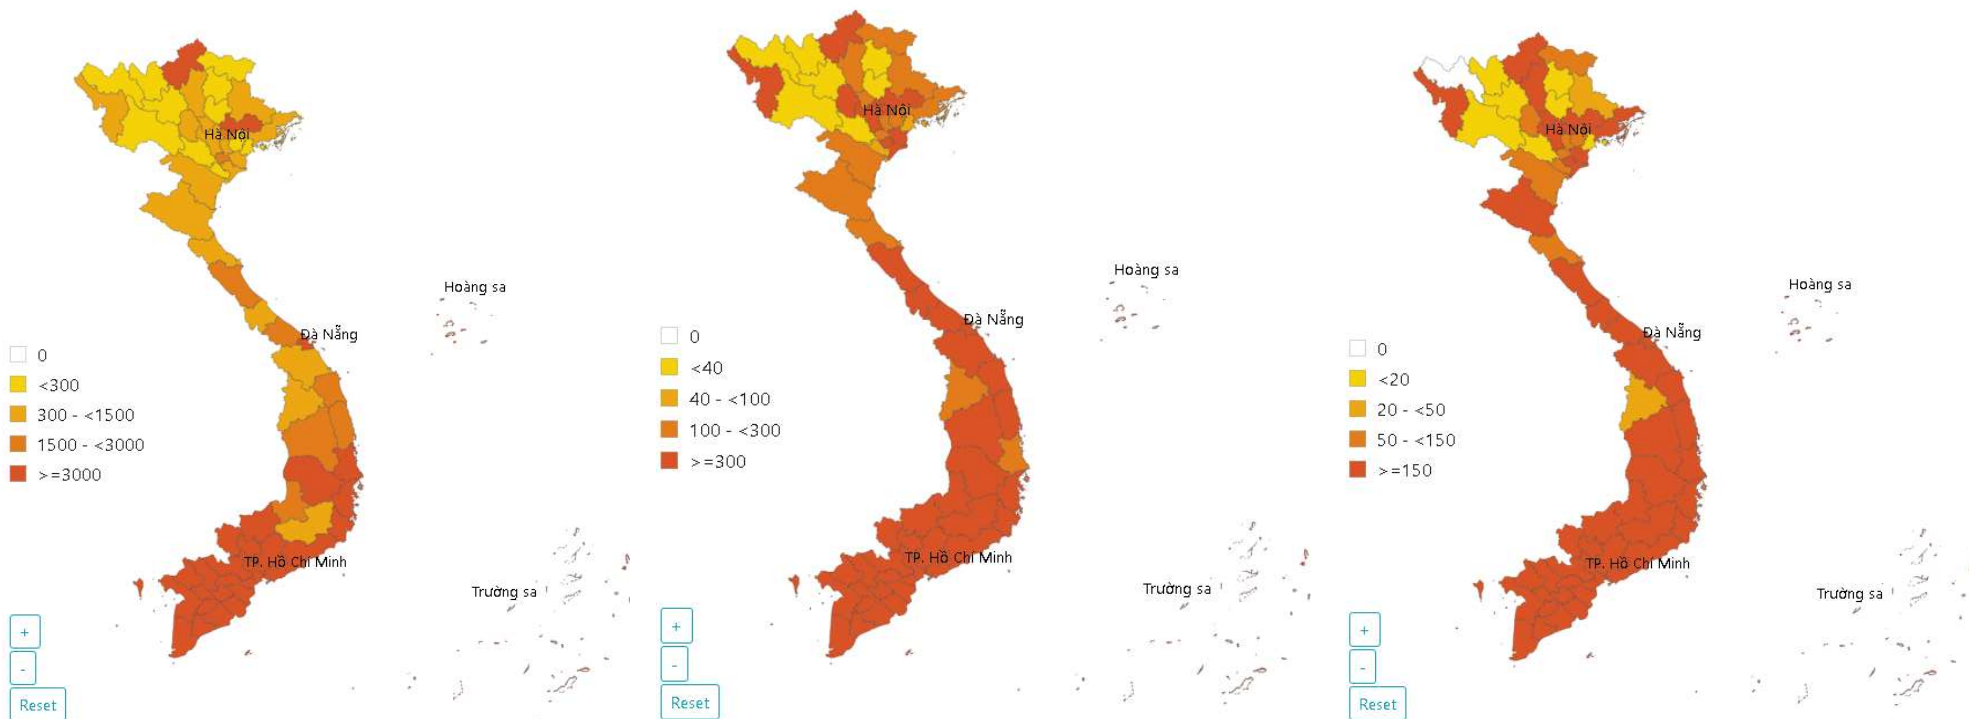 Hà Nội
Hoàng sa
Đà Nẵng
0
<300
300 - <1500
1500 - <3000
>=3000
TP. Hồ Chí Minh
Trường sa
+
-
Reset
Hà Nội
Hoàng sa
Đà Nẵng
0
<40
40 - <100
100 - <300
>=300
TP. Hồ Chí Minh
Trường sa
+
-
Reset
Hà Nội
Hoàng sa
Đà Nẵng
0
<20
20 - <50
50 - <150
>=150
TP. Hồ Chí Minh
Trường sa
+
-
Reset